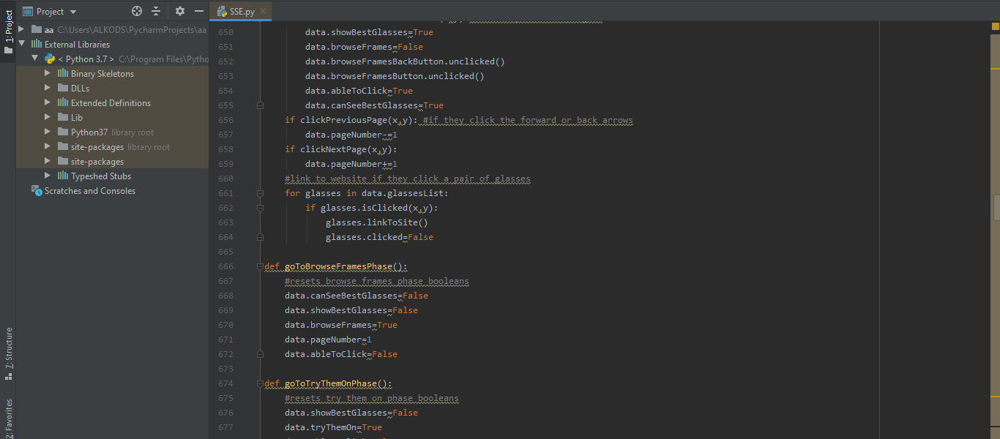 Project
SSE.py
1: Project
aa C:\Users\ALKODS\PycharmProjects\aa
External Libraries
< Python 3.7 > C:\Program Files\Pytho
Binary Skeletons
DLLs
Extended Definitions
Lib
Python37 library root
site-packages library root
site-packages
Typeshed Stubs
Scratches and Consoles
7: Structure
2: Favorites
650 data.showBestGlasses=True
651 data.browseFrames=False
652 data.browseFramesBackButton.unclicked()
653 data.browseFramesButton.unclicked()
654 data.ableToClick=True
655 data.canSeeBestGlasses=True
656 if clickPreviousPage(x,y): #if they click the forward or back arrows
657 data.pageNumber-=1
658 if clickNextPage(x,y):
659 data.pageNumber+=1
660 #link to website if they click a pair of glasses
661 for glasses in data.glassesList:
662 if glasses.isClicked(x,y):
663 glasses.linkToSite()
664 glasses.clicked=False
665
666 def goToBrowseFramesPhase():
667 #resets browse frames phase booleans
668 data.canSeeBestGlasses=False
669 data.showBestGlasses=False
670 data.browseFrames=True
671 data.pageNumber=1
672 data.ableToClick=False
673
674 def goToTryThemOnPhase():
675 #resets try them on phase booleans
676 data.showBestGlasses=False
677 data.tryThemOn=True